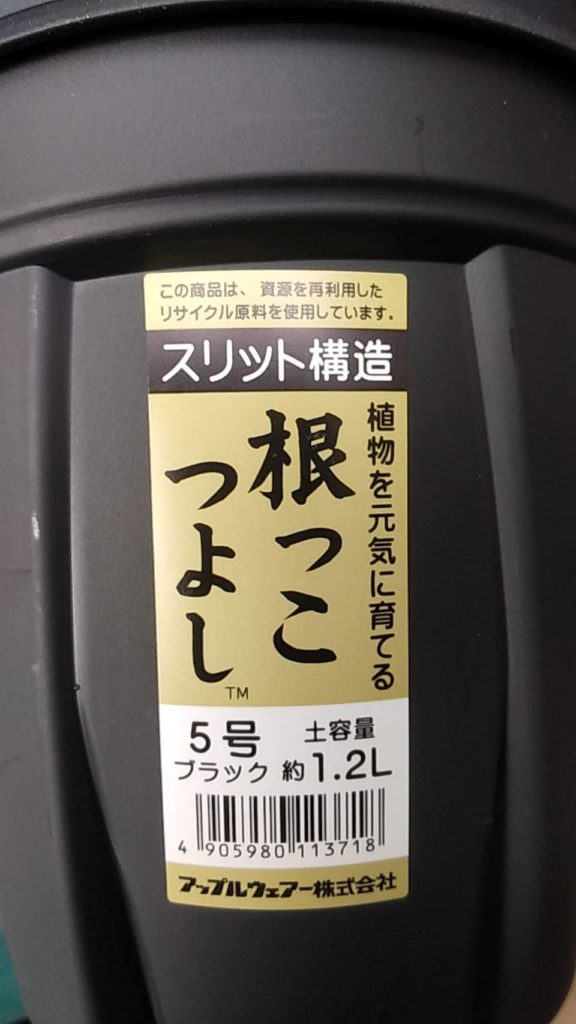 この商品は、資源を再利用した
リサイクル原料を使用しています。
スリット構造
植物を元気に育てる
根っこ
つよし
TM
5号
ブラック
土容量
約1.2L
4 905980 113718
アップルウェアー株式会社